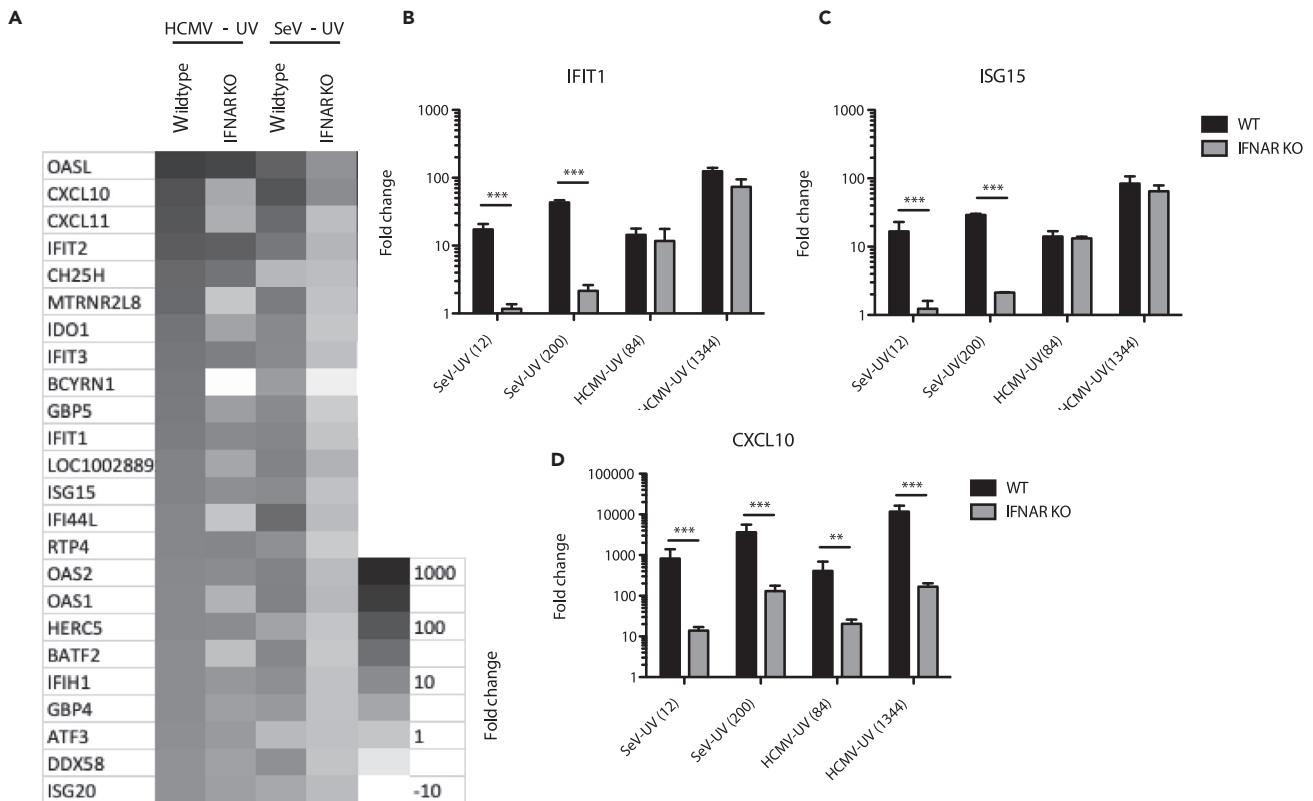 A
HCMV - UV
SeV - UV
Wildtype
IFNAR KO
Wildtype
IFNAR KO
OASL
CXCL10
CXCL11
IFIT2
CH25H
MTRNR2L8
IDO1
IFIT3
BCYRN1
GBP5
IFIT1
LOC1002889
ISG15
IFI44L
RTP4
OAS2
OAS1
HERC5
BATF2
IFIH1
GBP4
ATF3
DDX58
ISG20
1000
100
10
1
-10
Fold change
B
IFIT1
Fold change
1000
100
10
1
***
***
SeV-UV (12)
SeV-UV (200)
HCMV-UV (84)
HCMV-UV (1344)
C
ISG15
Fold change
1000
100
10
1
***
***
SeV-UV(12)
SeV-UV(200)
HCMV-UV(84)
HCMV-UV(1344)
WT
IFNAR KO
D
CXCL10
Fold change
100000
10000
1000
100
10
1
***
***
**
***
SeV-UV (12)
SeV-UV (200)
HCMV-UV (84)
HCMV-UV (1344)
WT
IFNAR KO